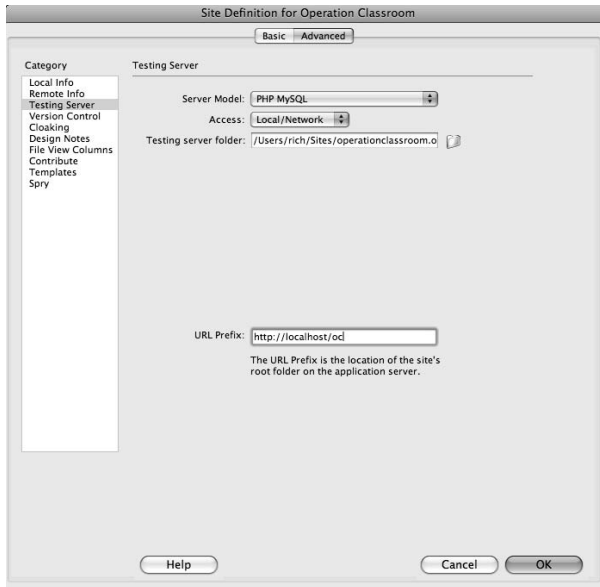 Site Definition for Operation Classroom
Basic Advanced
Category
Local Info
Remote Info
Testing Server
Version Control
Cloaking
Design Notes
File View Columns
Contribute
Templates
Spry
Testing Server
Server Model: PHP MySQL
Access: Local/Network
Testing server folder: /Users/rich/Sites/operationclassroom.o
URL Prefix: http://localhost/oc
The URL Prefix is the location of the site's
root folder on the application server.
Help Cancel OK